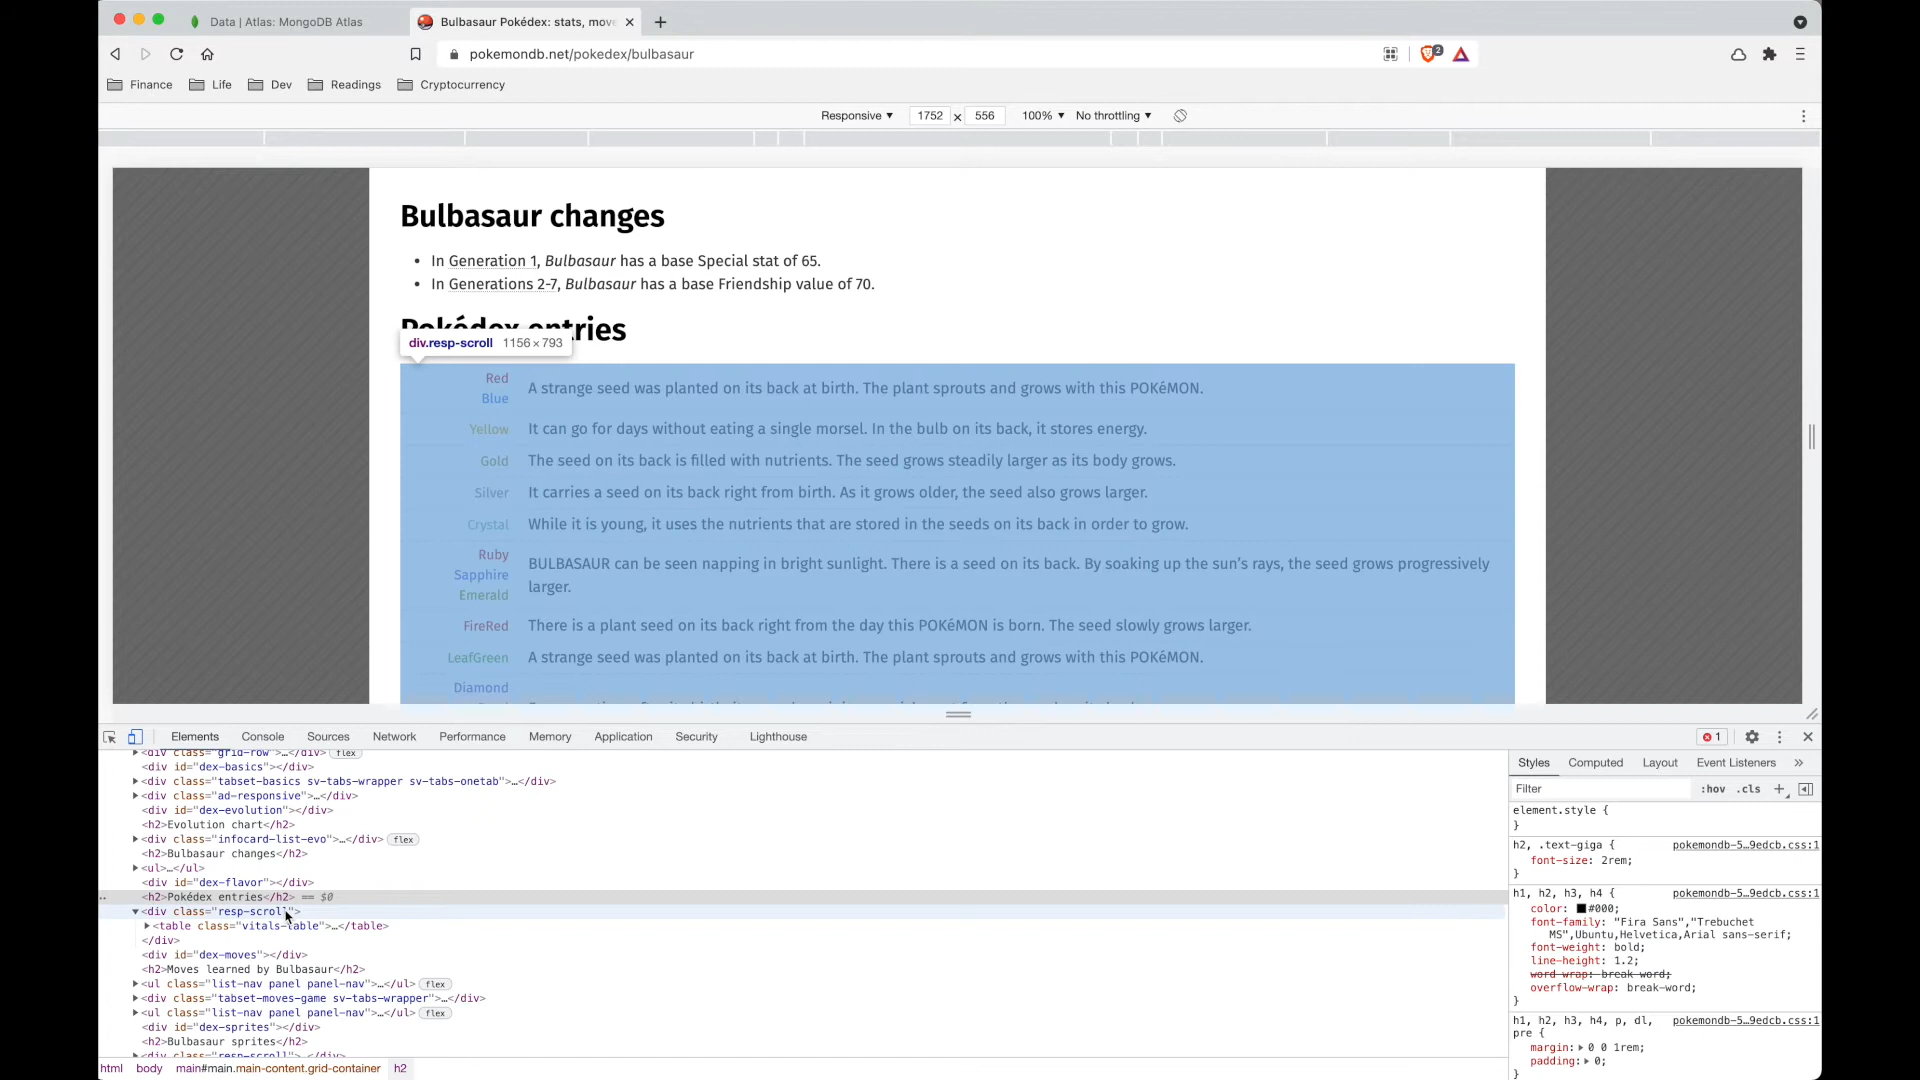 Data | Atlas: MongoDB Atlas
Bulbasaur Pokédex: stats, move
pokemondb.net/pokedex/bulbasaur
2
Finance
Life
Dev
Readings
Cryptocurrency
Responsive
1752
×
556
100%
No throttling
Bulbasaur changes
• In Generation 1, Bulbasaur has a base Special stat of 65.
• In Generations 2-7, Bulbasaur has a base Friendship value of 70.
Pokédex entries
div.resp-scroll 1156 × 793
Red
Blue
A strange seed was planted on its back at birth. The plant sprouts and grows with this POKéMON.
Yellow It can go for days without eating a single morsel. In the bulb on its back, it stores energy.
Gold The seed on its back is filled with nutrients. The seed grows steadily larger as its body grows.
Silver It carries a seed on its back right from birth. As it grows older, the seed also grows larger.
Crystal While it is young, it uses the nutrients that are stored in the seeds on its back in order to grow.
Ruby
Sapphire
Emerald
BULBASAUR can be seen napping in bright sunlight. There is a seed on its back. By soaking up the sun's rays, the seed grows progressively
larger.
FireRed There is a plant seed on its back right from the day this POKéMON is born. The seed slowly grows larger.
LeafGreen A strange seed was planted on its back at birth. The plant sprouts and grows with this POKéMON.
Diamond
Elements Console Sources Network Performance Memory Application Security Lighthouse
1
<div class="grid-row">…</div> flex
<div id="dex-basics"></div>
<div class="tabset-basics sv-tabs-wrapper sv-tabs-onetab">…</div>
<div class="ad-responsive">…</div>
<div id="dex-evolution"></div>
<h2>Evolution chart</h2>
<div class="infocard-list-evo">…</div> flex
<h2>Bulbasaur changes</h2>
<ul>…</ul>
<div id="dex-flavor"></div>
<h2>Pokédex entries</h2> == $0
<div class="resp-scroll">
<table class="vitals-table">…</table>
</div>
<div id="dex-moves"></div>
<h2>Moves learned by Bulbasaur</h2>
<ul class="list-nav panel panel-nav">…</ul> flex
<div class="tabset-moves-game sv-tabs-wrapper">…</div>
<ul class="list-nav panel panel-nav">…</ul> flex
<div id="dex-sprites"></div>
<h2>Bulbasaur sprites</h2>
<div class="resp-scroll">…</div>
html body main#main.main-content.grid-container h2
Styles Computed Layout Event Listeners »
Filter :hov .cls +
element.style {
}
h2, .text-giga { pokemondb-5…9edcb.css:1
font-size: 2rem;
}
h1, h2, h3, h4 { pokemondb-5…9edcb.css:1
color: #000;
font-family: "Fira Sans","Trebuchet
MS",Ubuntu,Helvetica,Arial sans-serif;
font-weight: bold;
line-height: 1.2;
word-wrap: break-word;
overflow-wrap: break-word;
}
h1, h2, h3, h4, p, dl, pokemondb-5…9edcb.css:1
pre {
margin: 0 0 1rem;
padding: 0;
}